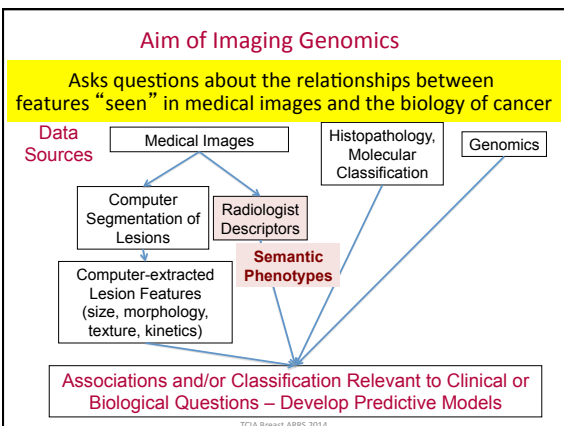 Aim of Imaging Genomics
Asks questions about the relationships between
features “seen” in medical images and the biology of cancer
Data
Sources
Medical Images
Histopathology,
Molecular
Classification
Genomics
Computer
Segmentation of
Lesions
Radiologist
Descriptors
Semantic
Phenotypes
Computer-extracted
Lesion Features
(size, morphology,
texture, kinetics)
Associations and/or Classification Relevant to Clinical or
Biological Questions – Develop Predictive Models
TCIA Breast ARRS 2014